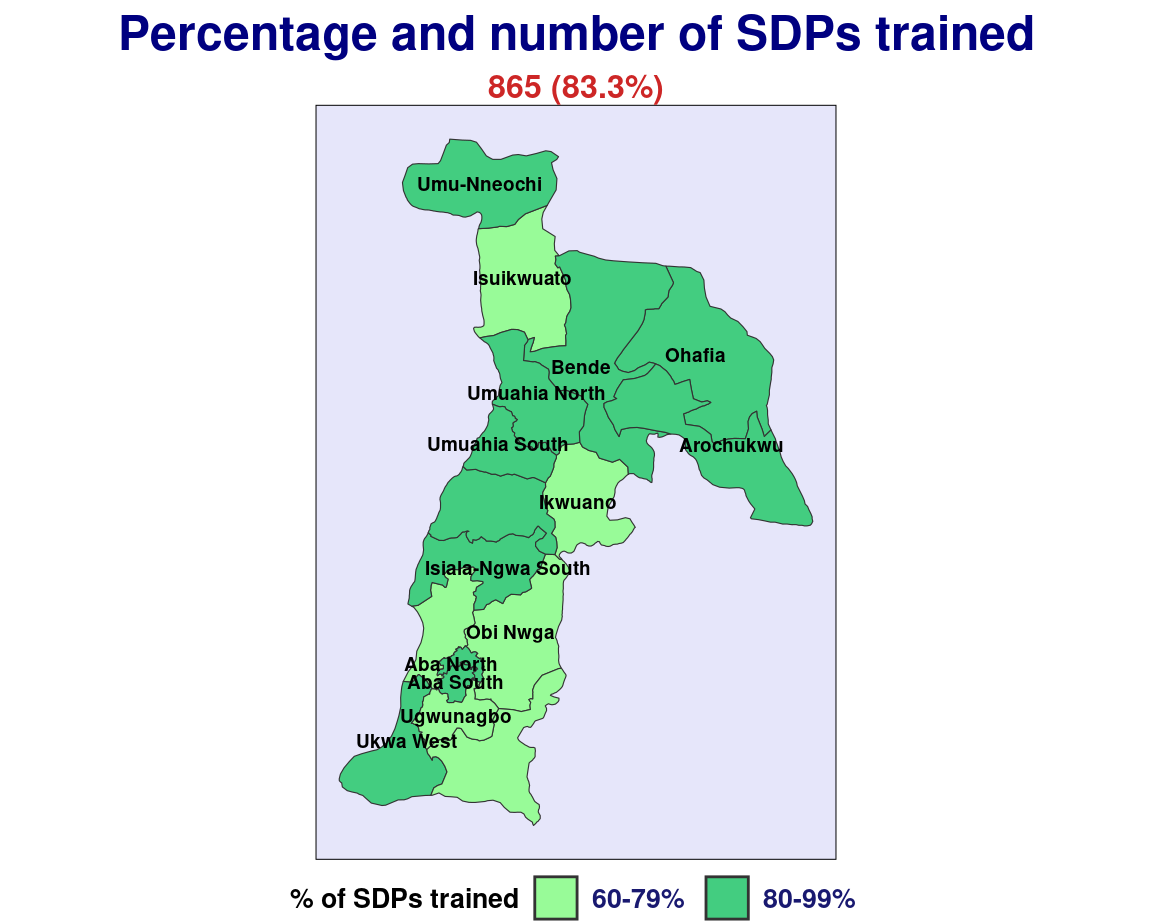 Percentage and number of SDPs trained
865 (83.3%)
Umu-Nneochi
Isuikwuato
Ohafia
Bende
Umuahia North
Umuahia South
Arochukwu
Ikwuano
Isiala-Ngwa South
Obi Nwga
Aba North
Aba South
Ugwunagbo
Ukwa West
% of SDPs trained 60-79% 80-99%